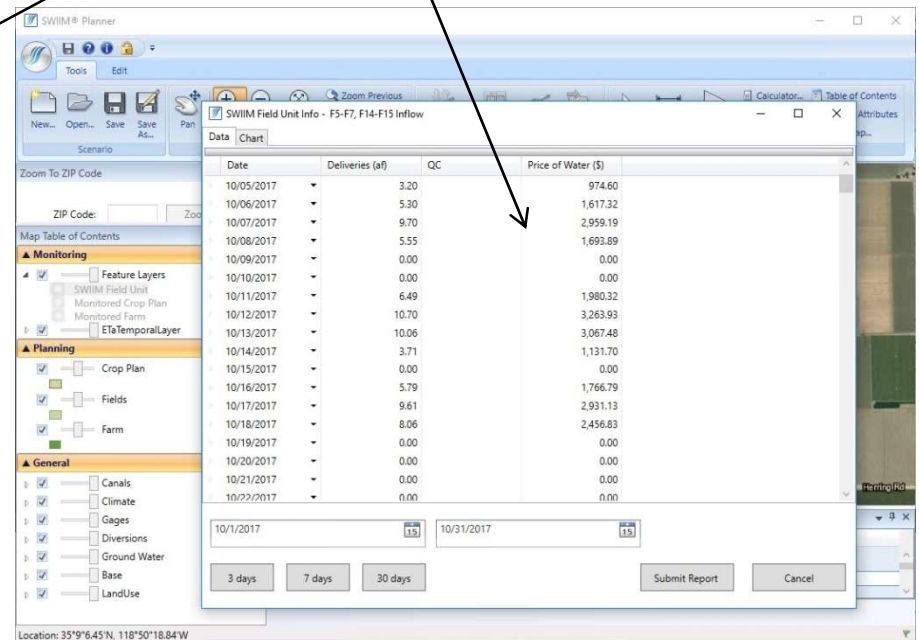 SWIIM® Planner
Tools Edit
New... Open... Save Save As... Pan Zoom Previous Calculator... Table of Contents
Attributes
Scenario
SWIIM Field Unit Info - F5-F7, F14-F15 Inflow
Data Chart
Date Deliveries (af) QC Price of Water ($)
10/05/2017 3.20 974.60
10/06/2017 5.30 1,617.32
10/07/2017 9.70 2,959.19
10/08/2017 5.55 1,693.89
10/09/2017 0.00 0.00
10/10/2017 0.00 0.00
10/11/2017 6.49 1,980.32
10/12/2017 10.70 3,263.93
10/13/2017 10.06 3,067.48
10/14/2017 3.71 1,131.70
10/15/2017 0.00 0.00
10/16/2017 5.79 1,766.79
10/17/2017 9.61 2,931.13
10/18/2017 8.06 2,456.83
10/19/2017 0.00 0.00
10/20/2017 0.00 0.00
10/21/2017 0.00 0.00
10/22/2017 0.00 0.00
10/1/2017 15 10/31/2017 15
3 days 7 days 30 days Submit Report Cancel
Zoom To ZIP Code
ZIP Code:
Map Table of Contents
Monitoring
Feature Layers
SWIIM Field Unit
Monitored Crop Plan
Monitored Farm
ETaTemporalLayer
Planning
Crop Plan
Fields
Farm
General
Canals
Climate
Gages
Diversions
Ground Water
Base
LandUse
Herring Rd
Location: 35°9'6.45'N, 118°50'18.84'W